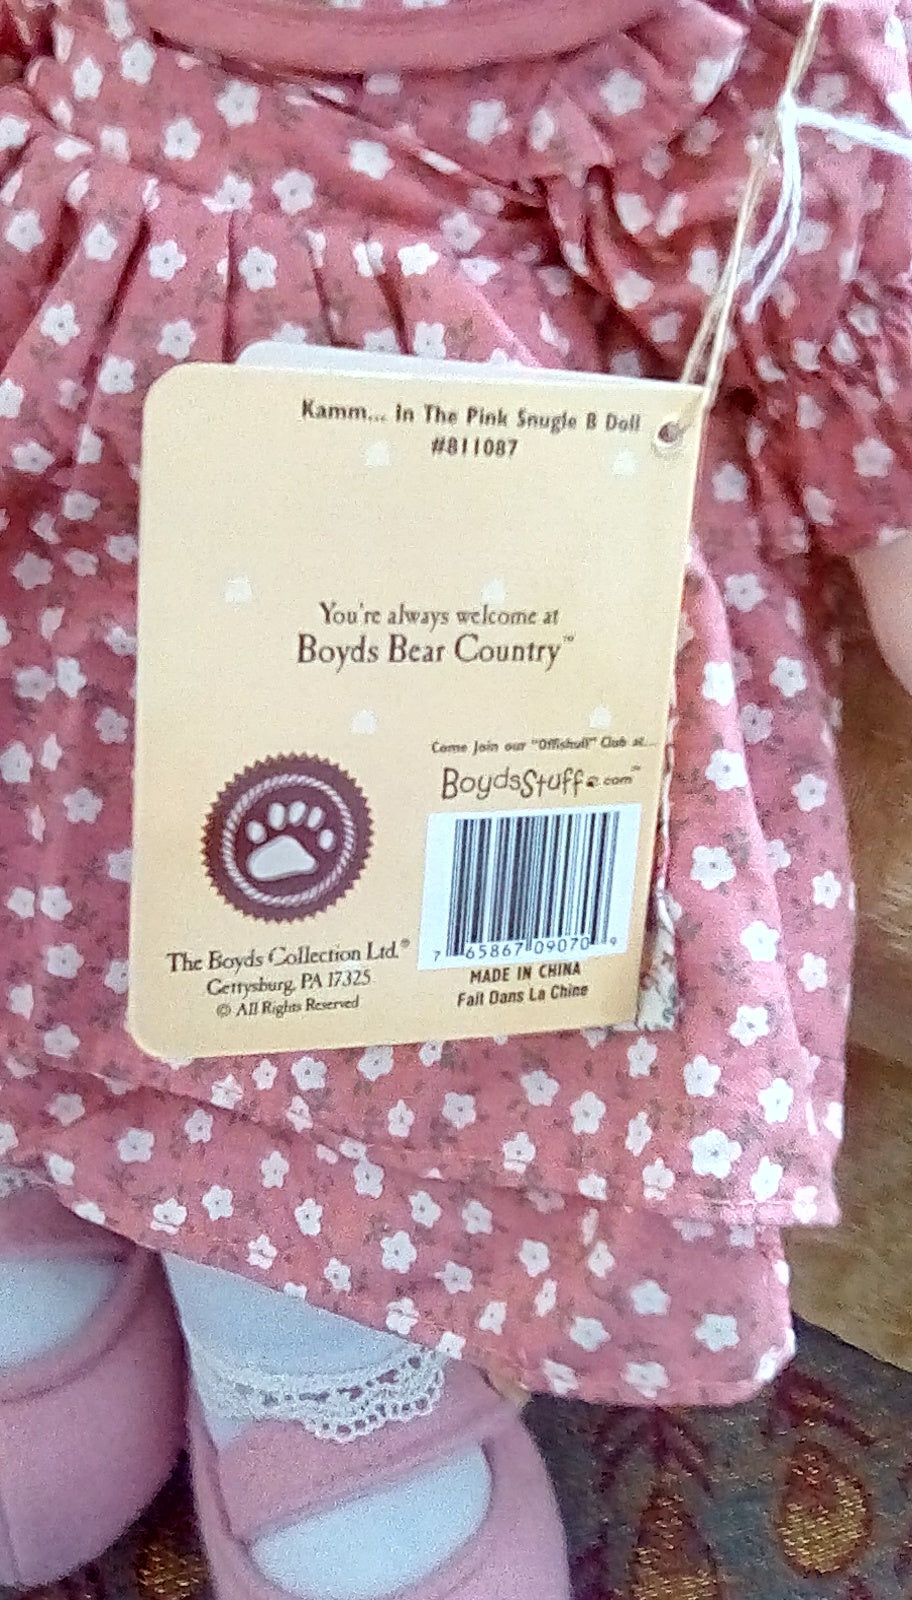 Kamm... In The Pink Snugle B Doll
#811087
You're always welcome at
Boyds Bear Country™
Come Join our "Offishull" Club at...
BoydsStuff.com™
7 65867 09070 9
The Boyds Collection Ltd.®
Gettysburg, PA 17325
© All Rights Reserved
MADE IN CHINA
Fait Dans La Chine